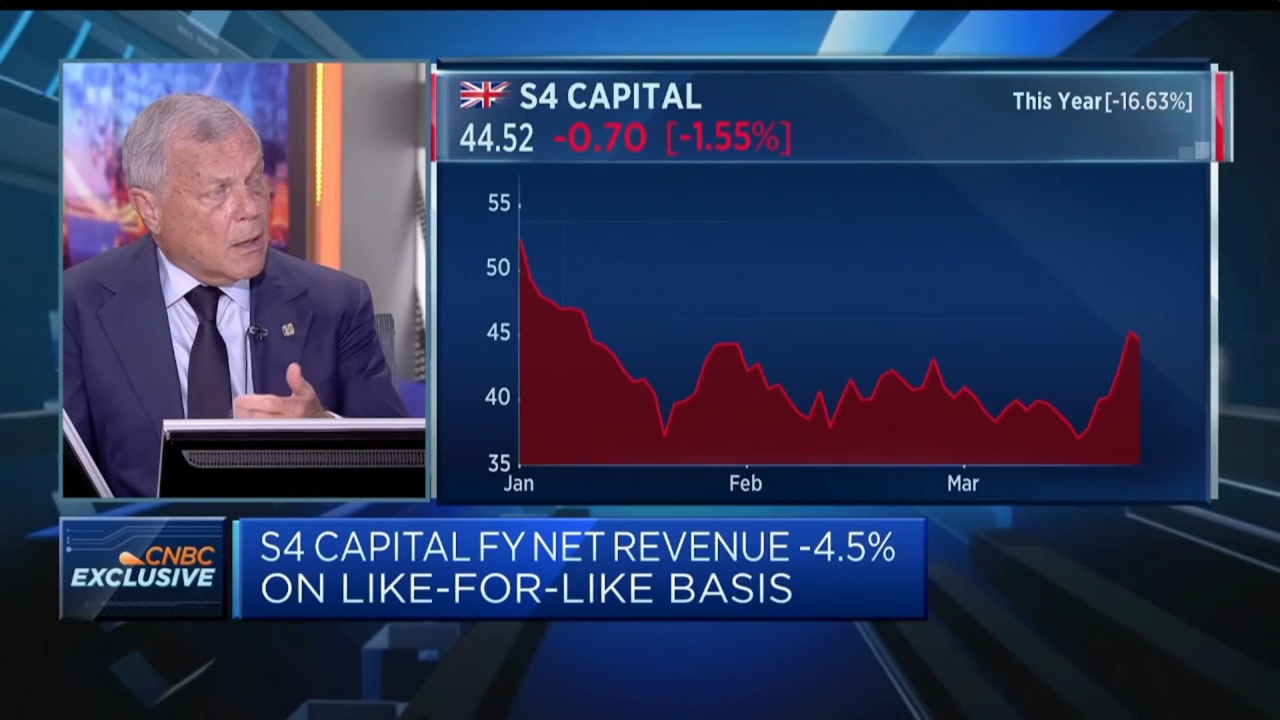 S4 CAPITAL
This Year[-16.63%]
44.52 -0.70 [-1.55%]
55
50
45
40
35
Jan Feb Mar
CNBC
EXCLUSIVE
S4 CAPITAL FY NET REVENUE -4.5%
ON LIKE-FOR-LIKE BASIS